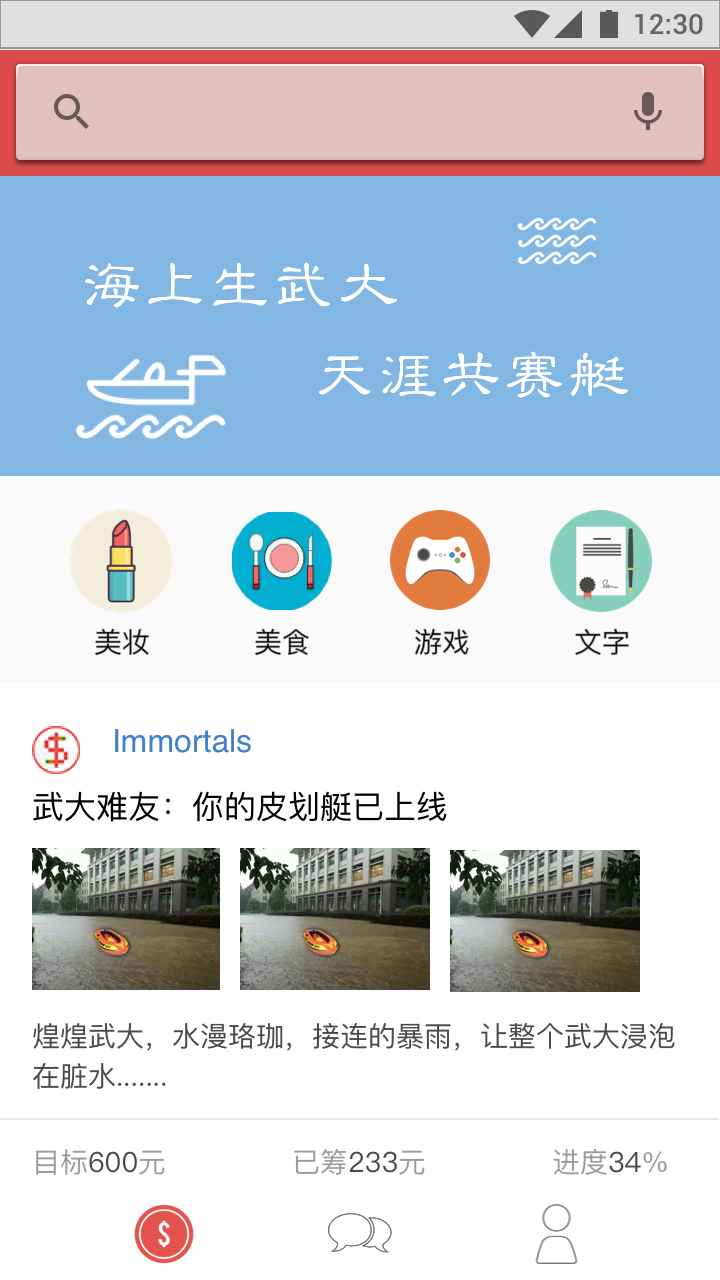 12:30
海上生武大
天涯共赛艇
美妆
美食
游戏
文字
Immortals
武大难友：你的皮划艇已上线
煌煌武大，水漫珞珈，接连的暴雨，让整个武大浸泡
在脏水.......
目标600元
已筹233元
进度34%